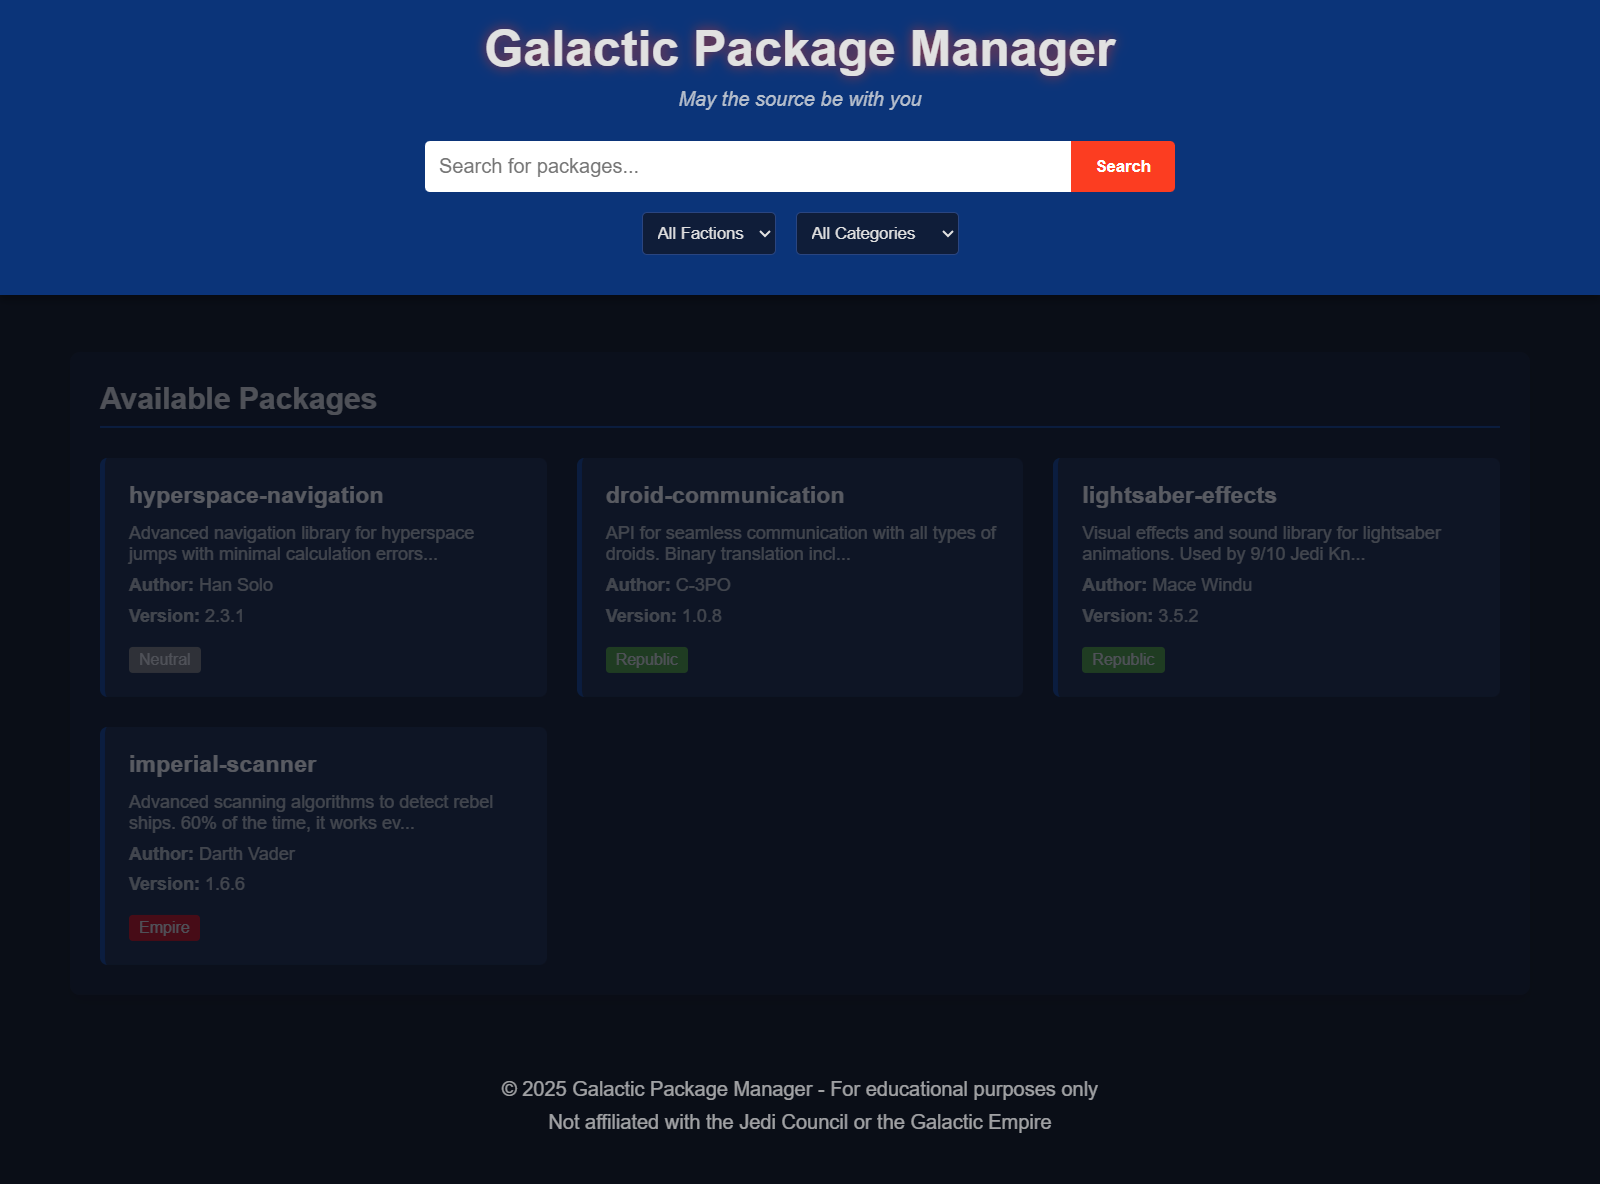 Galactic Package Manager
May the source be with you
Search for packages...
Search
All Factions
All Categories
Available Packages
hyperspace-navigation
Advanced navigation library for hyperspace
jumps with minimal calculation errors...
Author: Han Solo
Version: 2.3.1
Neutral
droid-communication
API for seamless communication with all types of
droids. Binary translation incl...
Author: C-3PO
Version: 1.0.8
Republic
lightsaber-effects
Visual effects and sound library for lightsaber
animations. Used by 9/10 Jedi Kn...
Author: Mace Windu
Version: 3.5.2
Republic
imperial-scanner
Advanced scanning algorithms to detect rebel
ships. 60% of the time, it works ev...
Author: Darth Vader
Version: 1.6.6
Empire
© 2025 Galactic Package Manager - For educational purposes only
Not affiliated with the Jedi Council or the Galactic Empire